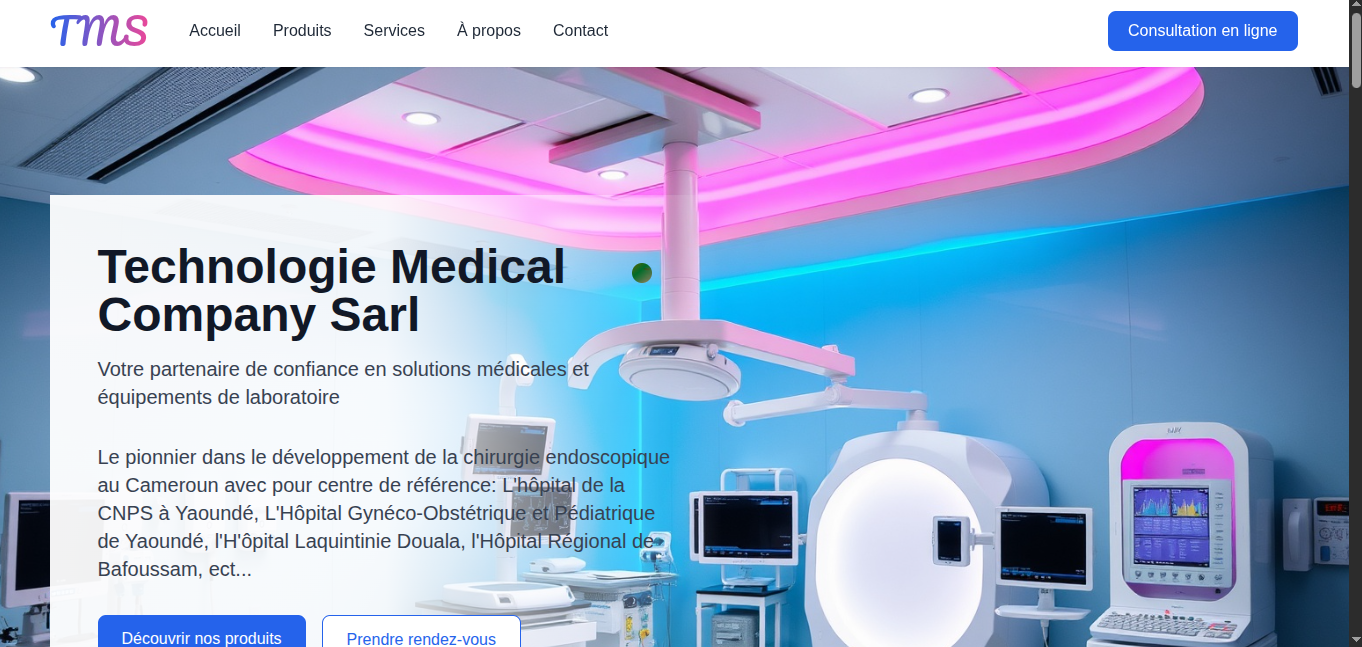 TMS
Accueil
Produits
Services
À propos
Contact
Consultation en ligne
Technologie Medical
Company Sarl
Votre partenaire de confiance en solutions médicales et
équipements de laboratoire
Le pionnier dans le développement de la chirurgie endoscopique
au Cameroun avec pour centre de référence: L'hôpital de la
CNPS à Yaoundé, L'Hôpital Gynéco-Obstétrique et Pédiatrique
de Yaoundé, l'H'ôpital Laquintinie Douala, l'Hôpital Régional de
Bafoussam, ect...
Découvrir nos produits
Prendre rendez-vous